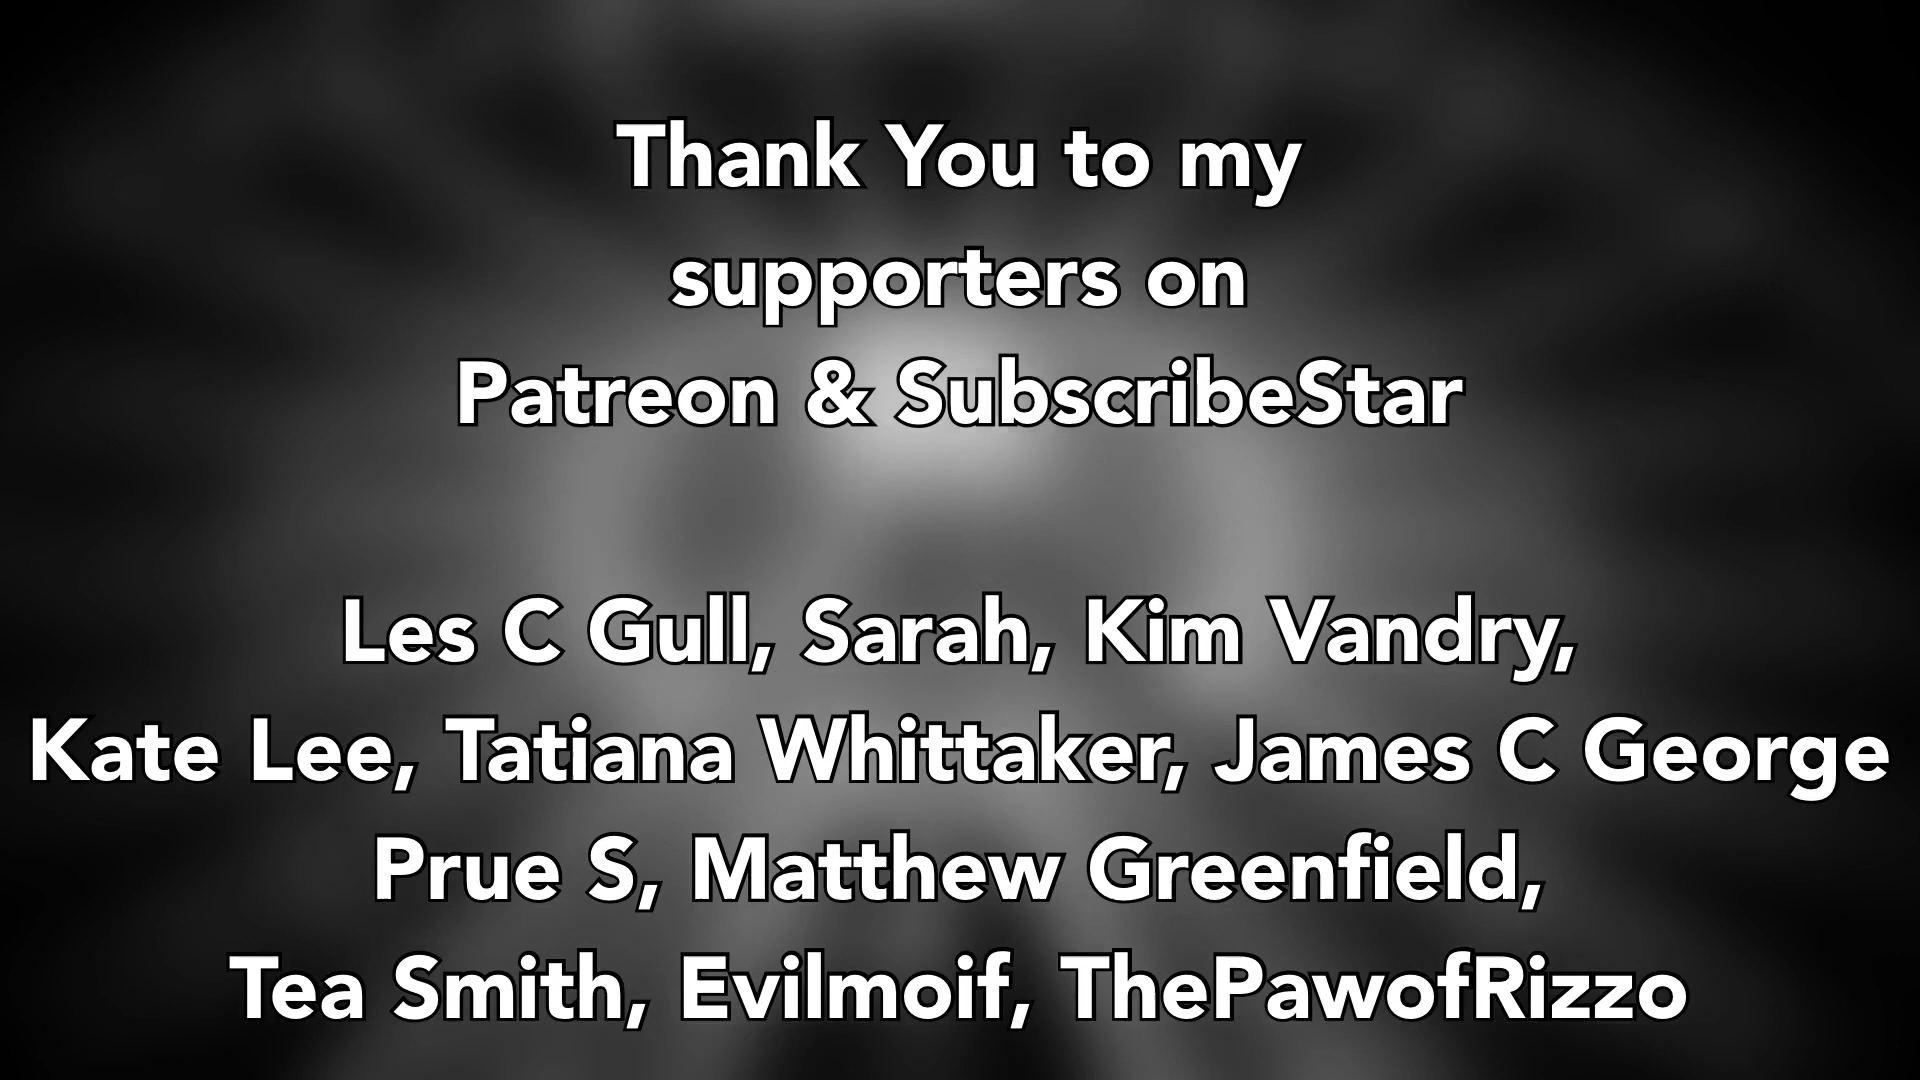 Thank You to my
supporters on
Patreon & SubscribeStar
Les C Gull, Sarah, Kim Vandry,
Kate Lee, Tatiana Whittaker, James C George
Prue S, Matthew Greenfield,
Tea Smith, Evilmoif, ThePawofRizzo